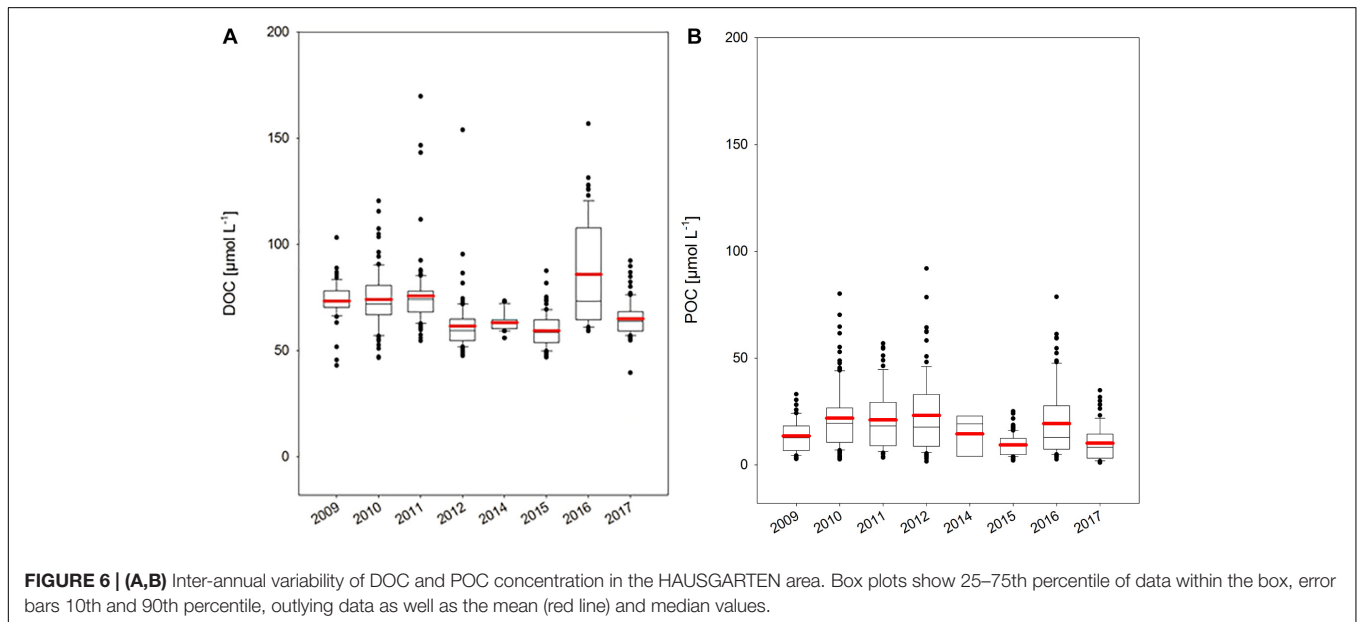 A
200
150
100
50
0
DOC [µmol L-1]
2009 2010 2011 2012 2014 2015 2016 2017
B
200
150
100
50
0
POC [µmol L-1]
2009 2010 2011 2012 2014 2015 2016 2017
FIGURE 6 | (A,B) Inter-annual variability of DOC and POC concentration in the HAUSGARTEN area. Box plots show 25–75th percentile of data within the box, error
bars 10th and 90th percentile, outlying data as well as the mean (red line) and median values.